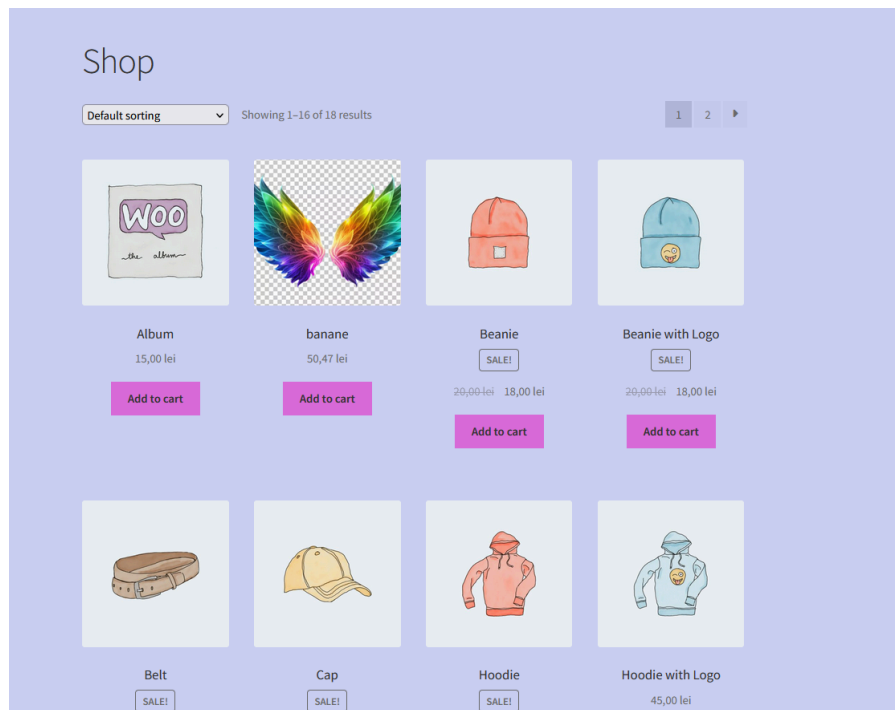 Shop
Default sorting
Showing 1–16 of 18 results
1 2
WOO
the album
Album
banane
Beanie
Beanie with Logo
SALE!
SALE!
15,00 lei
50,47 lei
20,00 lei 18,00 lei
20,00 lei 18,00 lei
Add to cart
Add to cart
Add to cart
Add to cart
Belt
Cap
Hoodie
Hoodie with Logo
SALE!
SALE!
SALE!
45,00 lei